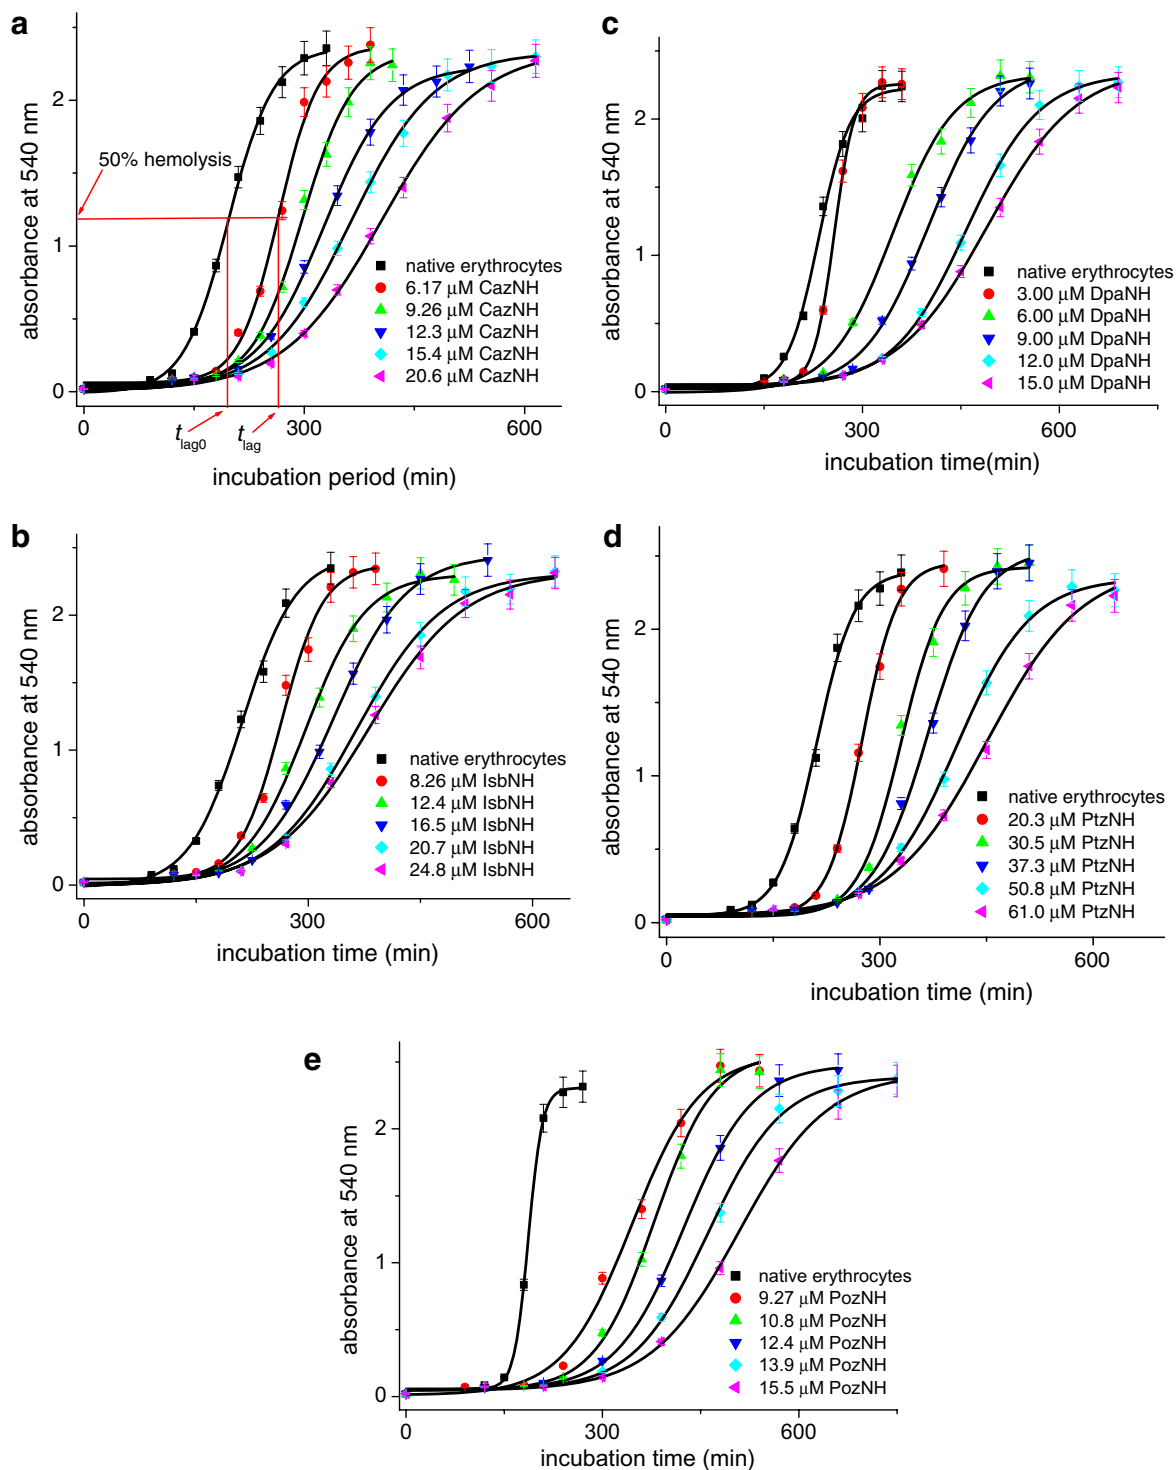 a
absorbance at 540 nm
2
1
0
50% hemolysis
native erythrocytes
6.17 μM CazNH
9.26 μM CazNH
12.3 μM CazNH
15.4 μM CazNH
20.6 μM CazNH
0
300
600
tlag0
tlag
incubation period (min)
c
absorbance at 540 nm
2
1
0
native erythrocytes
3.00 μM DpaNH
6.00 μM DpaNH
9.00 μM DpaNH
12.0 μM DpaNH
15.0 μM DpaNH
0
300
600
incubation time(min)
b
absorbance at 540 nm
2
1
0
native erythrocytes
8.26 μM IsbNH
12.4 μM IsbNH
16.5 μM IsbNH
20.7 μM IsbNH
24.8 μM IsbNH
0
300
600
incubation time (min)
d
absorbance at 540 nm
2
1
0
native erythrocytes
20.3 μM PtzNH
30.5 μM PtzNH
37.3 μM PtzNH
50.8 μM PtzNH
61.0 μM PtzNH
0
300
600
incubation time (min)
e
absorbance at 540 nm
2
1
0
native erythrocytes
9.27 μM PozNH
10.8 μM PozNH
12.4 μM PozNH
13.9 μM PozNH
15.5 μM PozNH
0
300
600
incubation time (min)